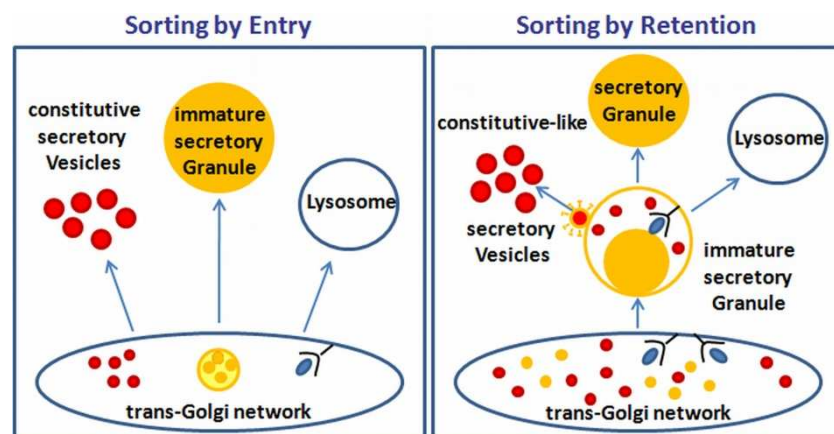 Sorting by Entry
constitutive
secretory
Vesicles
immature
secretory
Granule
Lysosome
trans-Golgi network
Sorting by Retention
constitutive-like
secretory
Vesicles
secretory
Granule
Lysosome
immature
secretory
Granule
trans-Golgi network